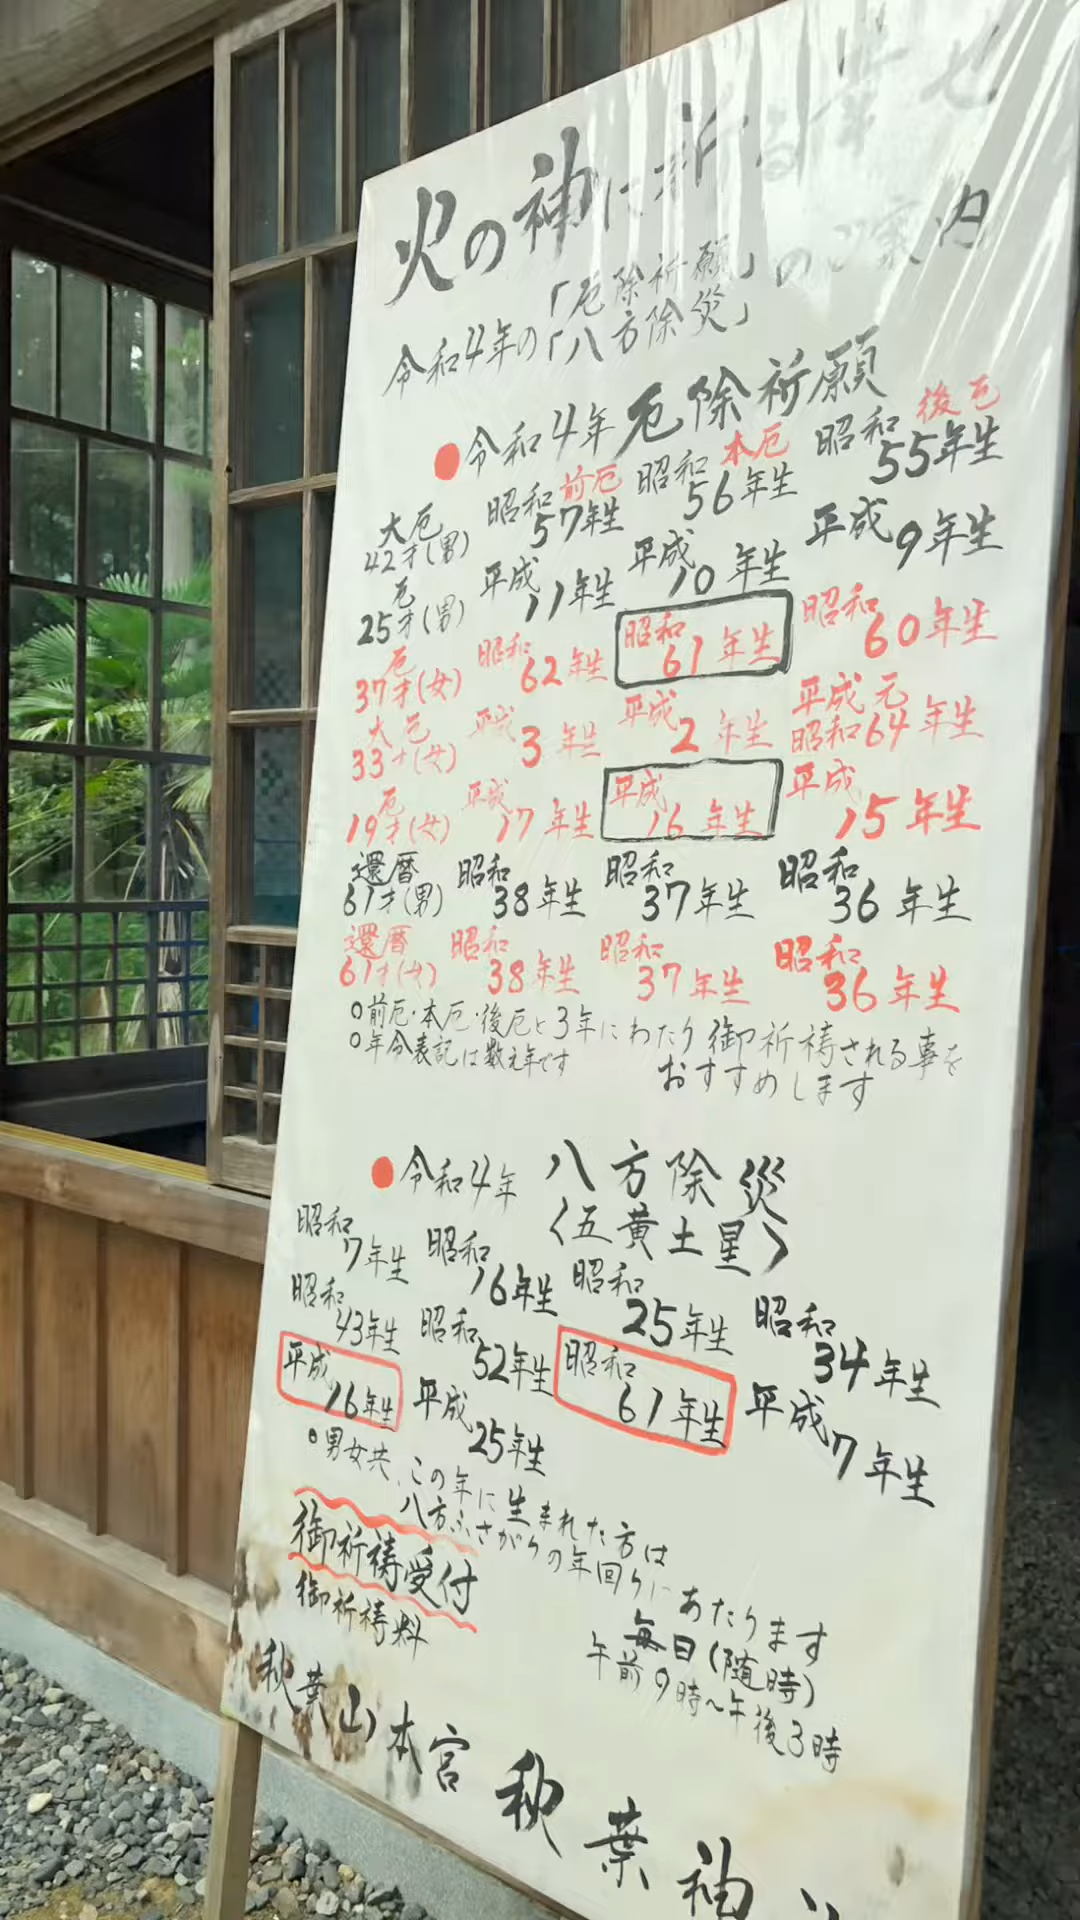 火の神に祈る幸せ
令和4年の「厄除祈願」「八方除災」のご案内
●令和4年 厄除祈願
前厄 本厄 後厄
大厄 42才(男) 昭和57年生 昭和56年生 昭和55年生
厄 25才(男) 平成11年生 平成10年生 平成9年生
厄 37才(女) 昭和62年生 昭和61年生 昭和60年生
大厄 33才(女) 平成3年生 平成2年生 平成元 昭和64年生
厄 19才(女) 平成17年生 平成16年生 平成15年生
還暦 61才(男) 昭和38年生 昭和37年生 昭和36年生
還暦 61才(女) 昭和38年生 昭和37年生 昭和36年生
○前厄・本厄・後厄と3年にわたり御祈祷される事を
おすすめします
○年令表記は数え年です
●令和4年 八方除災
(五黄土星)
昭和7年生 昭和16年生 昭和25年生 昭和34年生
昭和43年生 昭和52年生 昭和61年生 平成7年生
平成16年生 平成25年生
○男女共、この年に生まれた方は
八方ふさがりの年回りにあたります
御祈祷受付 毎日(随時)
午前9時~午後3時
御祈祷料
秋葉山本宮 秋葉神